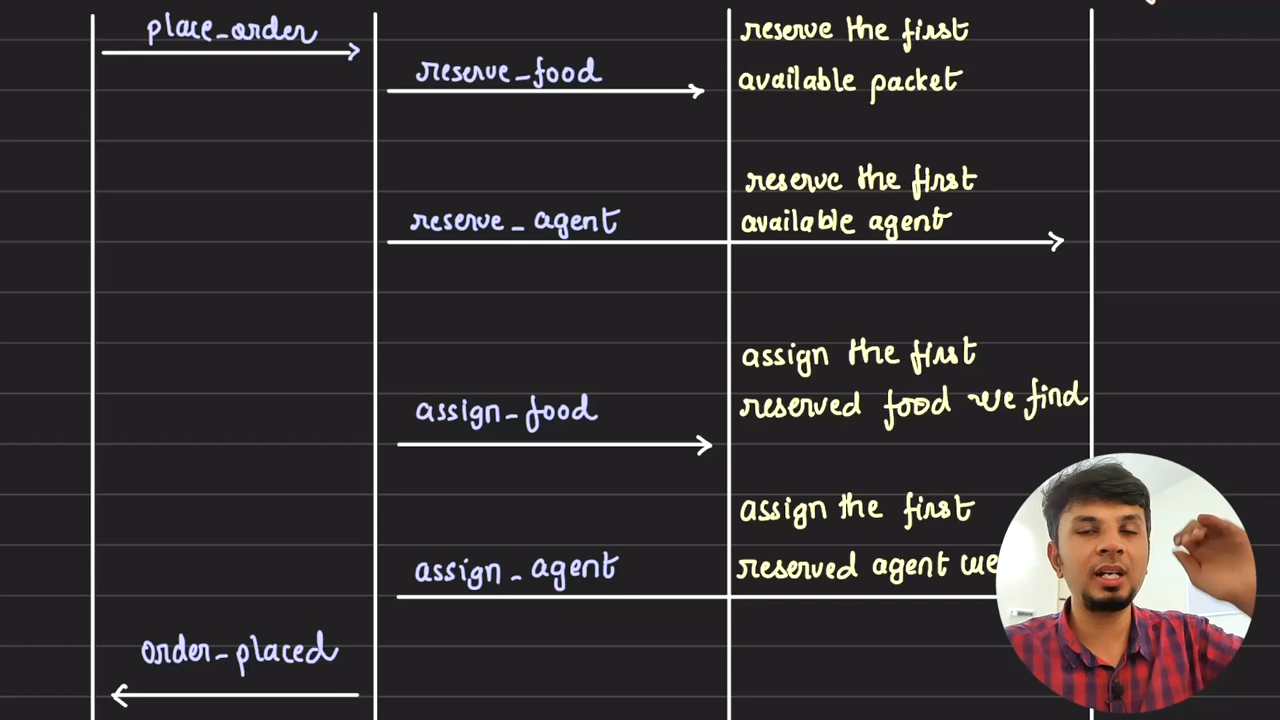 place_order
reserve_food
reserve the first
available packet
reserve_agent
reserve the first
available agent
assign_food
assign the first
reserved food we find
assign_agent
assign the first
reserved agent we
order_placed